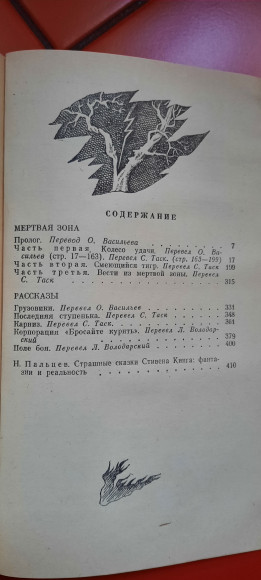 СОДЕРЖАНИЕ
МЕРТВАЯ ЗОНА
Пролог. Перевод О. Васильева 7
Часть первая. Колесо удачи. Перевел О. Ва-
сильев (стр. 17—163), Перевел С. Таск. (стр. 163—199) 17
Часть вторая. Смеющийся тигр. Перевел С. Таск 199
Часть третья. Вести из мертвой зоны. Перевел
С. Таск 315
РАССКАЗЫ
Грузовики. Перевел О. Васильев 331
Последняя ступенька. Перевел С. Таск 348
Карниз. Перевел С. Таск. 361
Корпорация «Бросайте курить». Перевел Л. Володар-
ский 379
Поле боя. Перевел Л. Володарский 400
Н. Пальцев. Страшные сказки Стивена Кинга: фанта-
зии и реальность 410